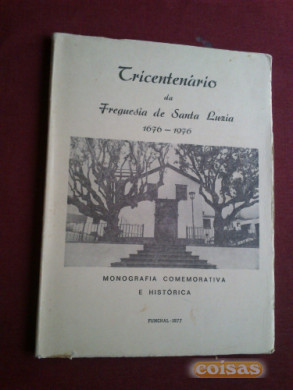 Tricentenário
da
Freguesia de Santa Luzia
1676 - 1976
MONOGRAFIA COMEMORATIVA
E HISTÓRICA
FUNCHAL-1977
coisas